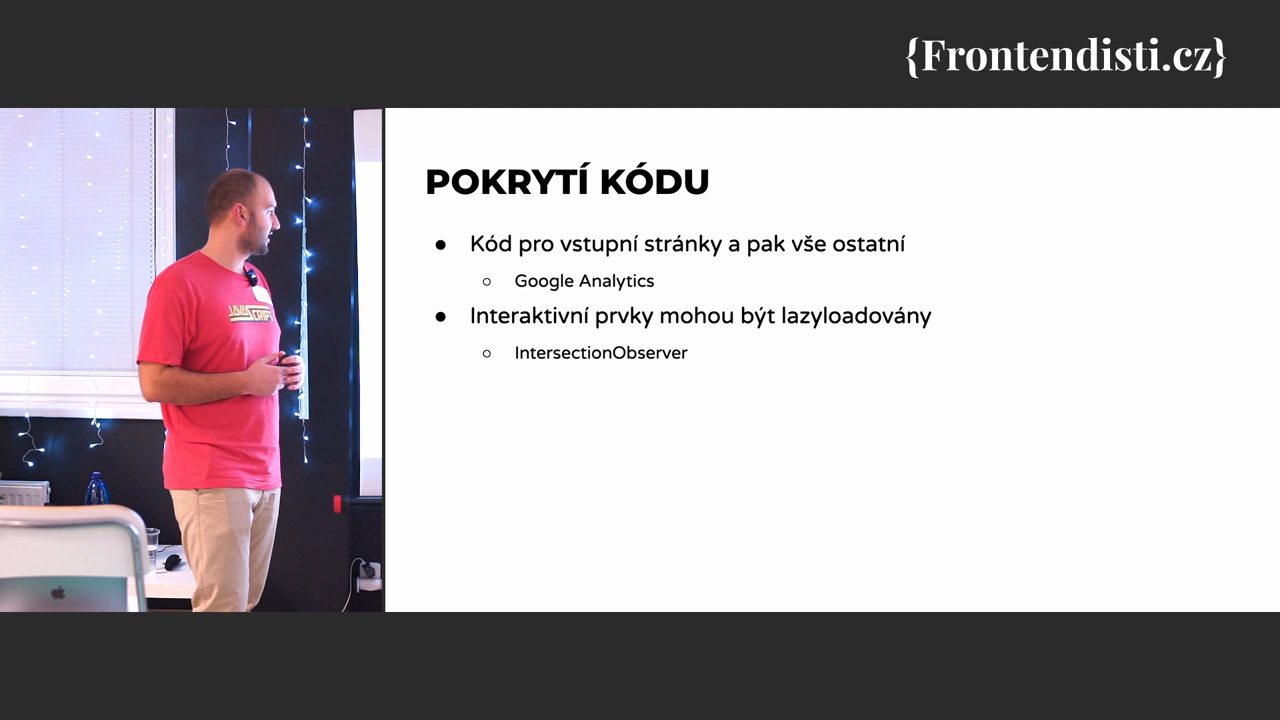 {Frontendisti.cz}
POKRYTÍ KÓDU
● Kód pro vstupní stránky a pak vše ostatní
○ Google Analytics
● Interaktivní prvky mohou být lazyloadovány
○ IntersectionObserver